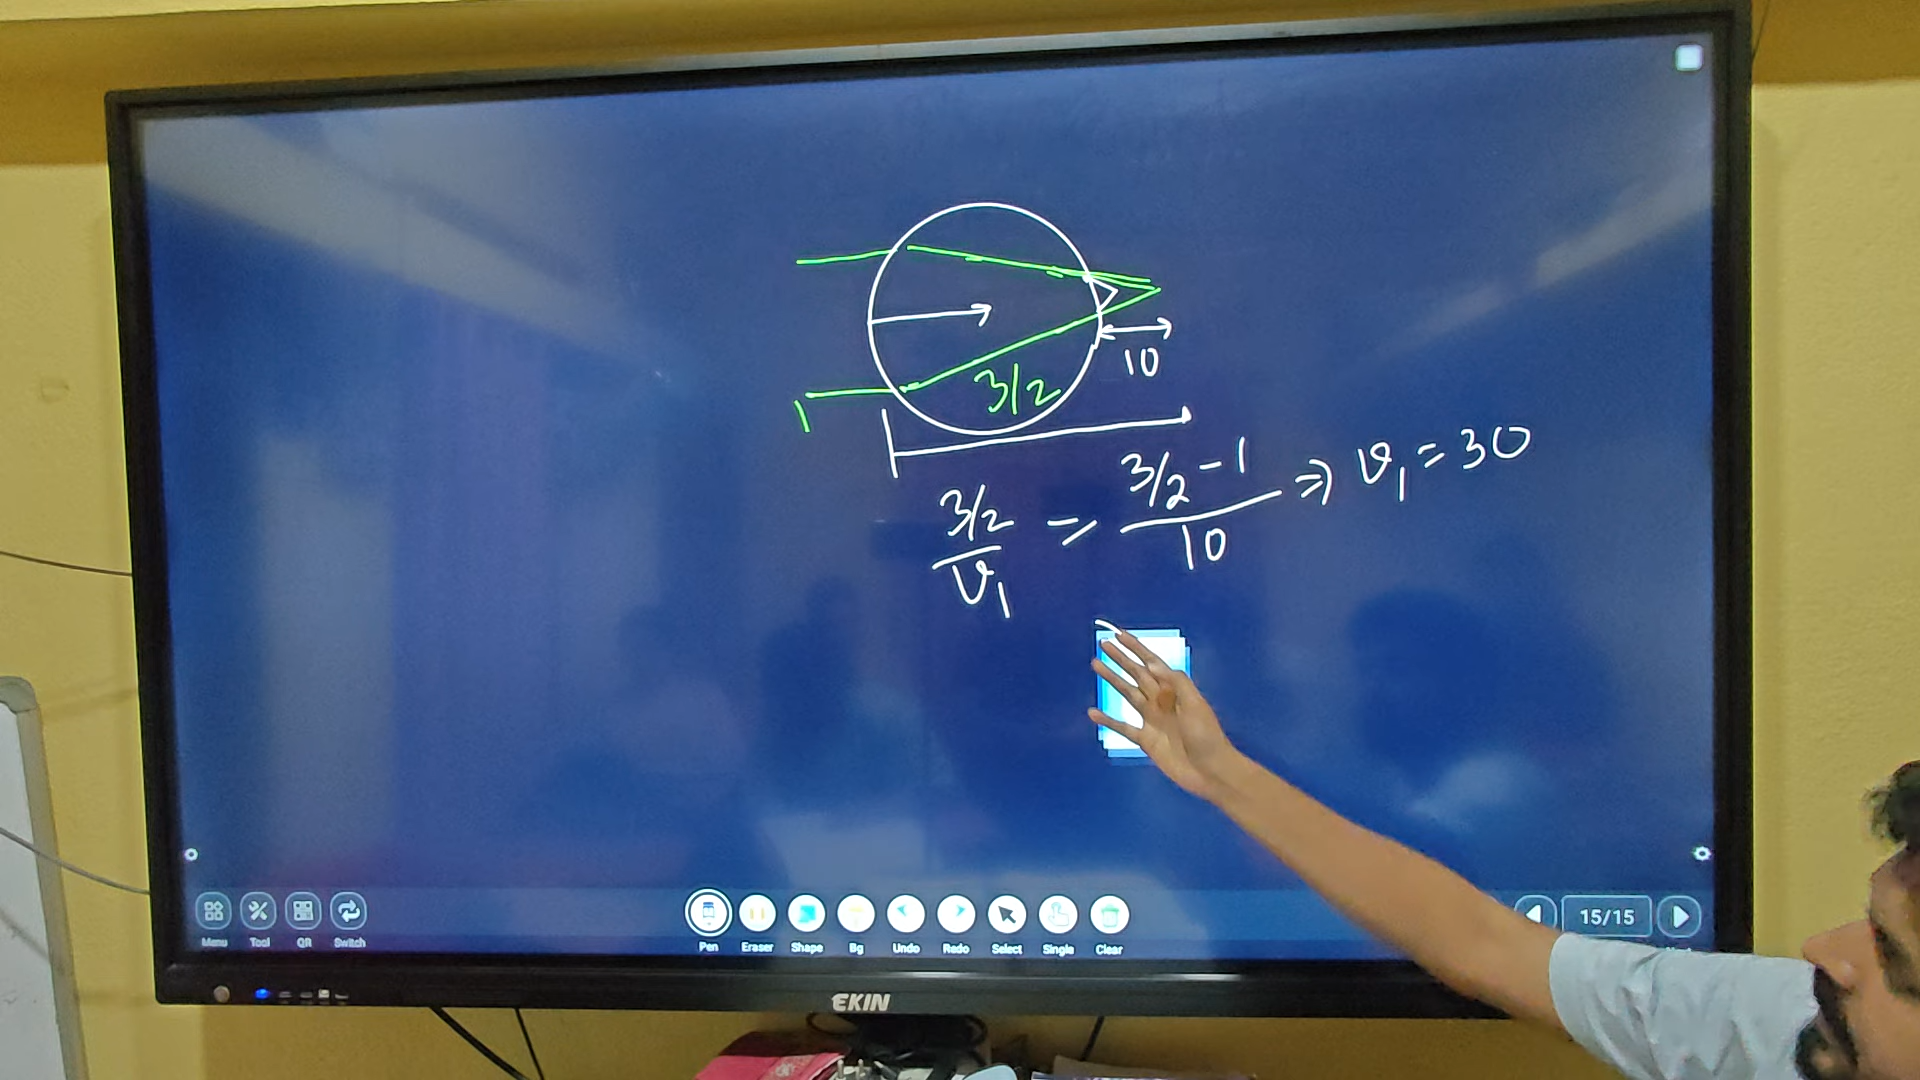 10
3/2
1
3/2 / v₁ = 3/2 - 1 / 10 ⇒ v₁ = 30
15/15
Menu Tool QR Switch Pen Eraser Shape Bg Undo Redo Select Single Clear
EKIN